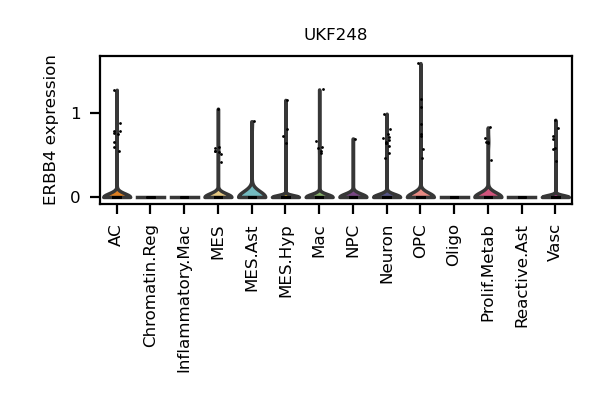 UKF248
ERBB4 expression
1
0
AC
Chromatin.Reg
Inflammatory.Mac
MES
MES.Ast
MES.Hyp
Mac
NPC
Neuron
OPC
Oligo
Prolif.Metab
Reactive.Ast
Vasc